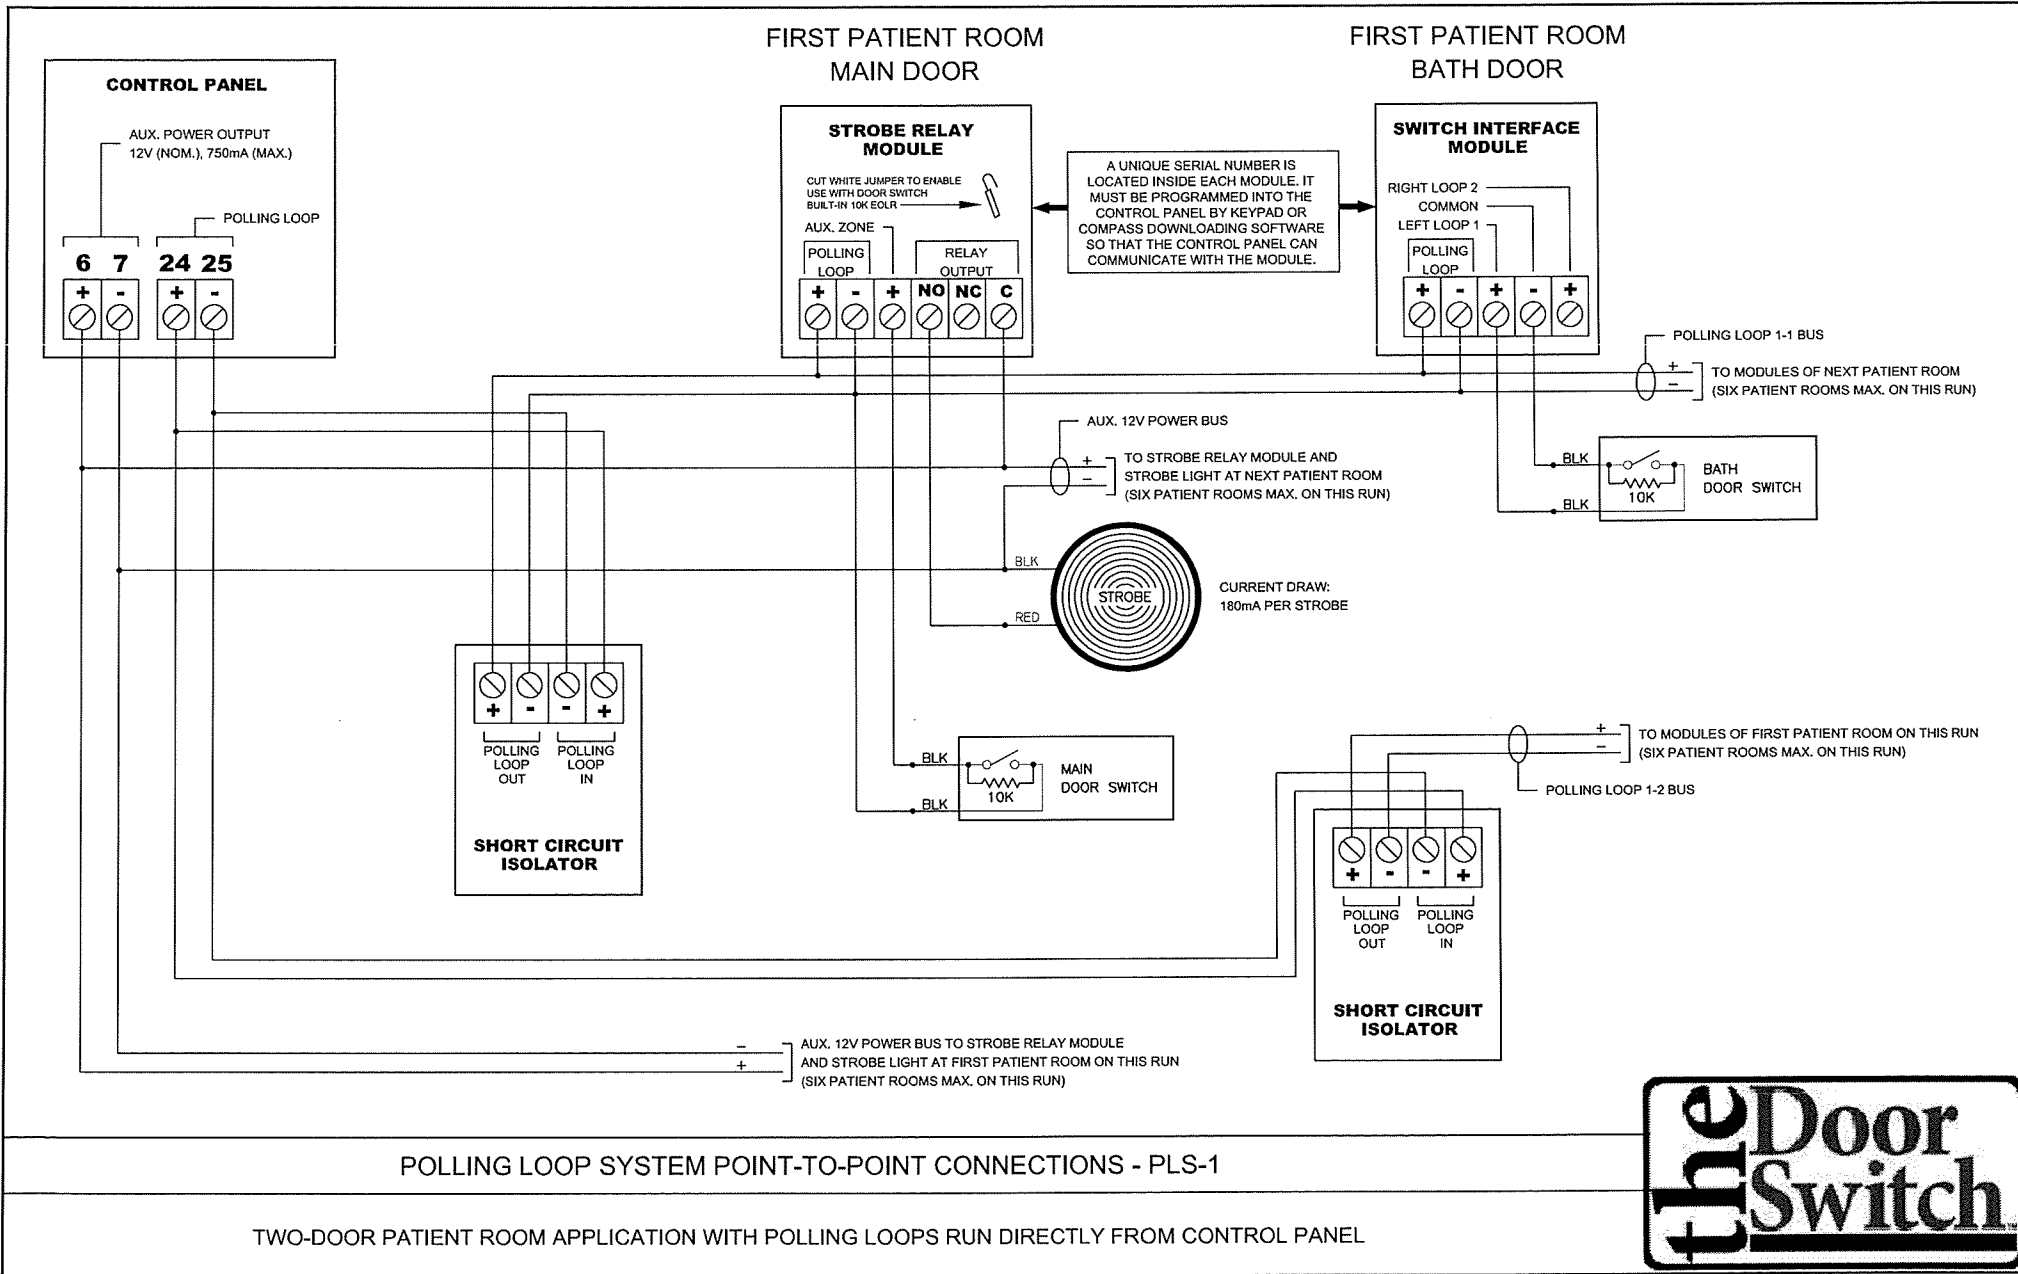 FIRST PATIENT ROOM
MAIN DOOR
FIRST PATIENT ROOM
BATH DOOR
CONTROL PANEL
AUX. POWER OUTPUT
12V (NOM.), 750mA (MAX.)
POLLING LOOP
6 7 24 25
+ - + -
STROBE RELAY
MODULE
CUT WHITE JUMPER TO ENABLE
USE WITH DOOR SWITCH
BUILT-IN 10K EOLR
AUX. ZONE
POLLING
LOOP
RELAY
OUTPUT
+ - + NO NC C
A UNIQUE SERIAL NUMBER IS
LOCATED INSIDE EACH MODULE. IT
MUST BE PROGRAMMED INTO THE
CONTROL PANEL BY KEYPAD OR
COMPASS DOWNLOADING SOFTWARE
SO THAT THE CONTROL PANEL CAN
COMMUNICATE WITH THE MODULE.
SWITCH INTERFACE
MODULE
RIGHT LOOP 2
COMMON
LEFT LOOP 1
POLLING
LOOP
+ - + - +
POLLING LOOP 1-1 BUS
+
-
TO MODULES OF NEXT PATIENT ROOM
(SIX PATIENT ROOMS MAX. ON THIS RUN)
AUX. 12V POWER BUS
+
-
TO STROBE RELAY MODULE AND
STROBE LIGHT AT NEXT PATIENT ROOM
(SIX PATIENT ROOMS MAX. ON THIS RUN)
BLK
BLK
10K
BATH
DOOR SWITCH
BLK
RED
STROBE
CURRENT DRAW:
180mA PER STROBE
+ - - +
POLLING
LOOP
OUT
POLLING
LOOP
IN
SHORT CIRCUIT
ISOLATOR
BLK
BLK
10K
MAIN
DOOR SWITCH
+
-
TO MODULES OF FIRST PATIENT ROOM ON THIS RUN
(SIX PATIENT ROOMS MAX. ON THIS RUN)
POLLING LOOP 1-2 BUS
+ - - +
POLLING
LOOP
OUT
POLLING
LOOP
IN
SHORT CIRCUIT
ISOLATOR
-
+
AUX. 12V POWER BUS TO STROBE RELAY MODULE
AND STROBE LIGHT AT FIRST PATIENT ROOM ON THIS RUN
(SIX PATIENT ROOMS MAX. ON THIS RUN)
POLLING LOOP SYSTEM POINT-TO-POINT CONNECTIONS - PLS-1
TWO-DOOR PATIENT ROOM APPLICATION WITH POLLING LOOPS RUN DIRECTLY FROM CONTROL PANEL
the
Door
Switch